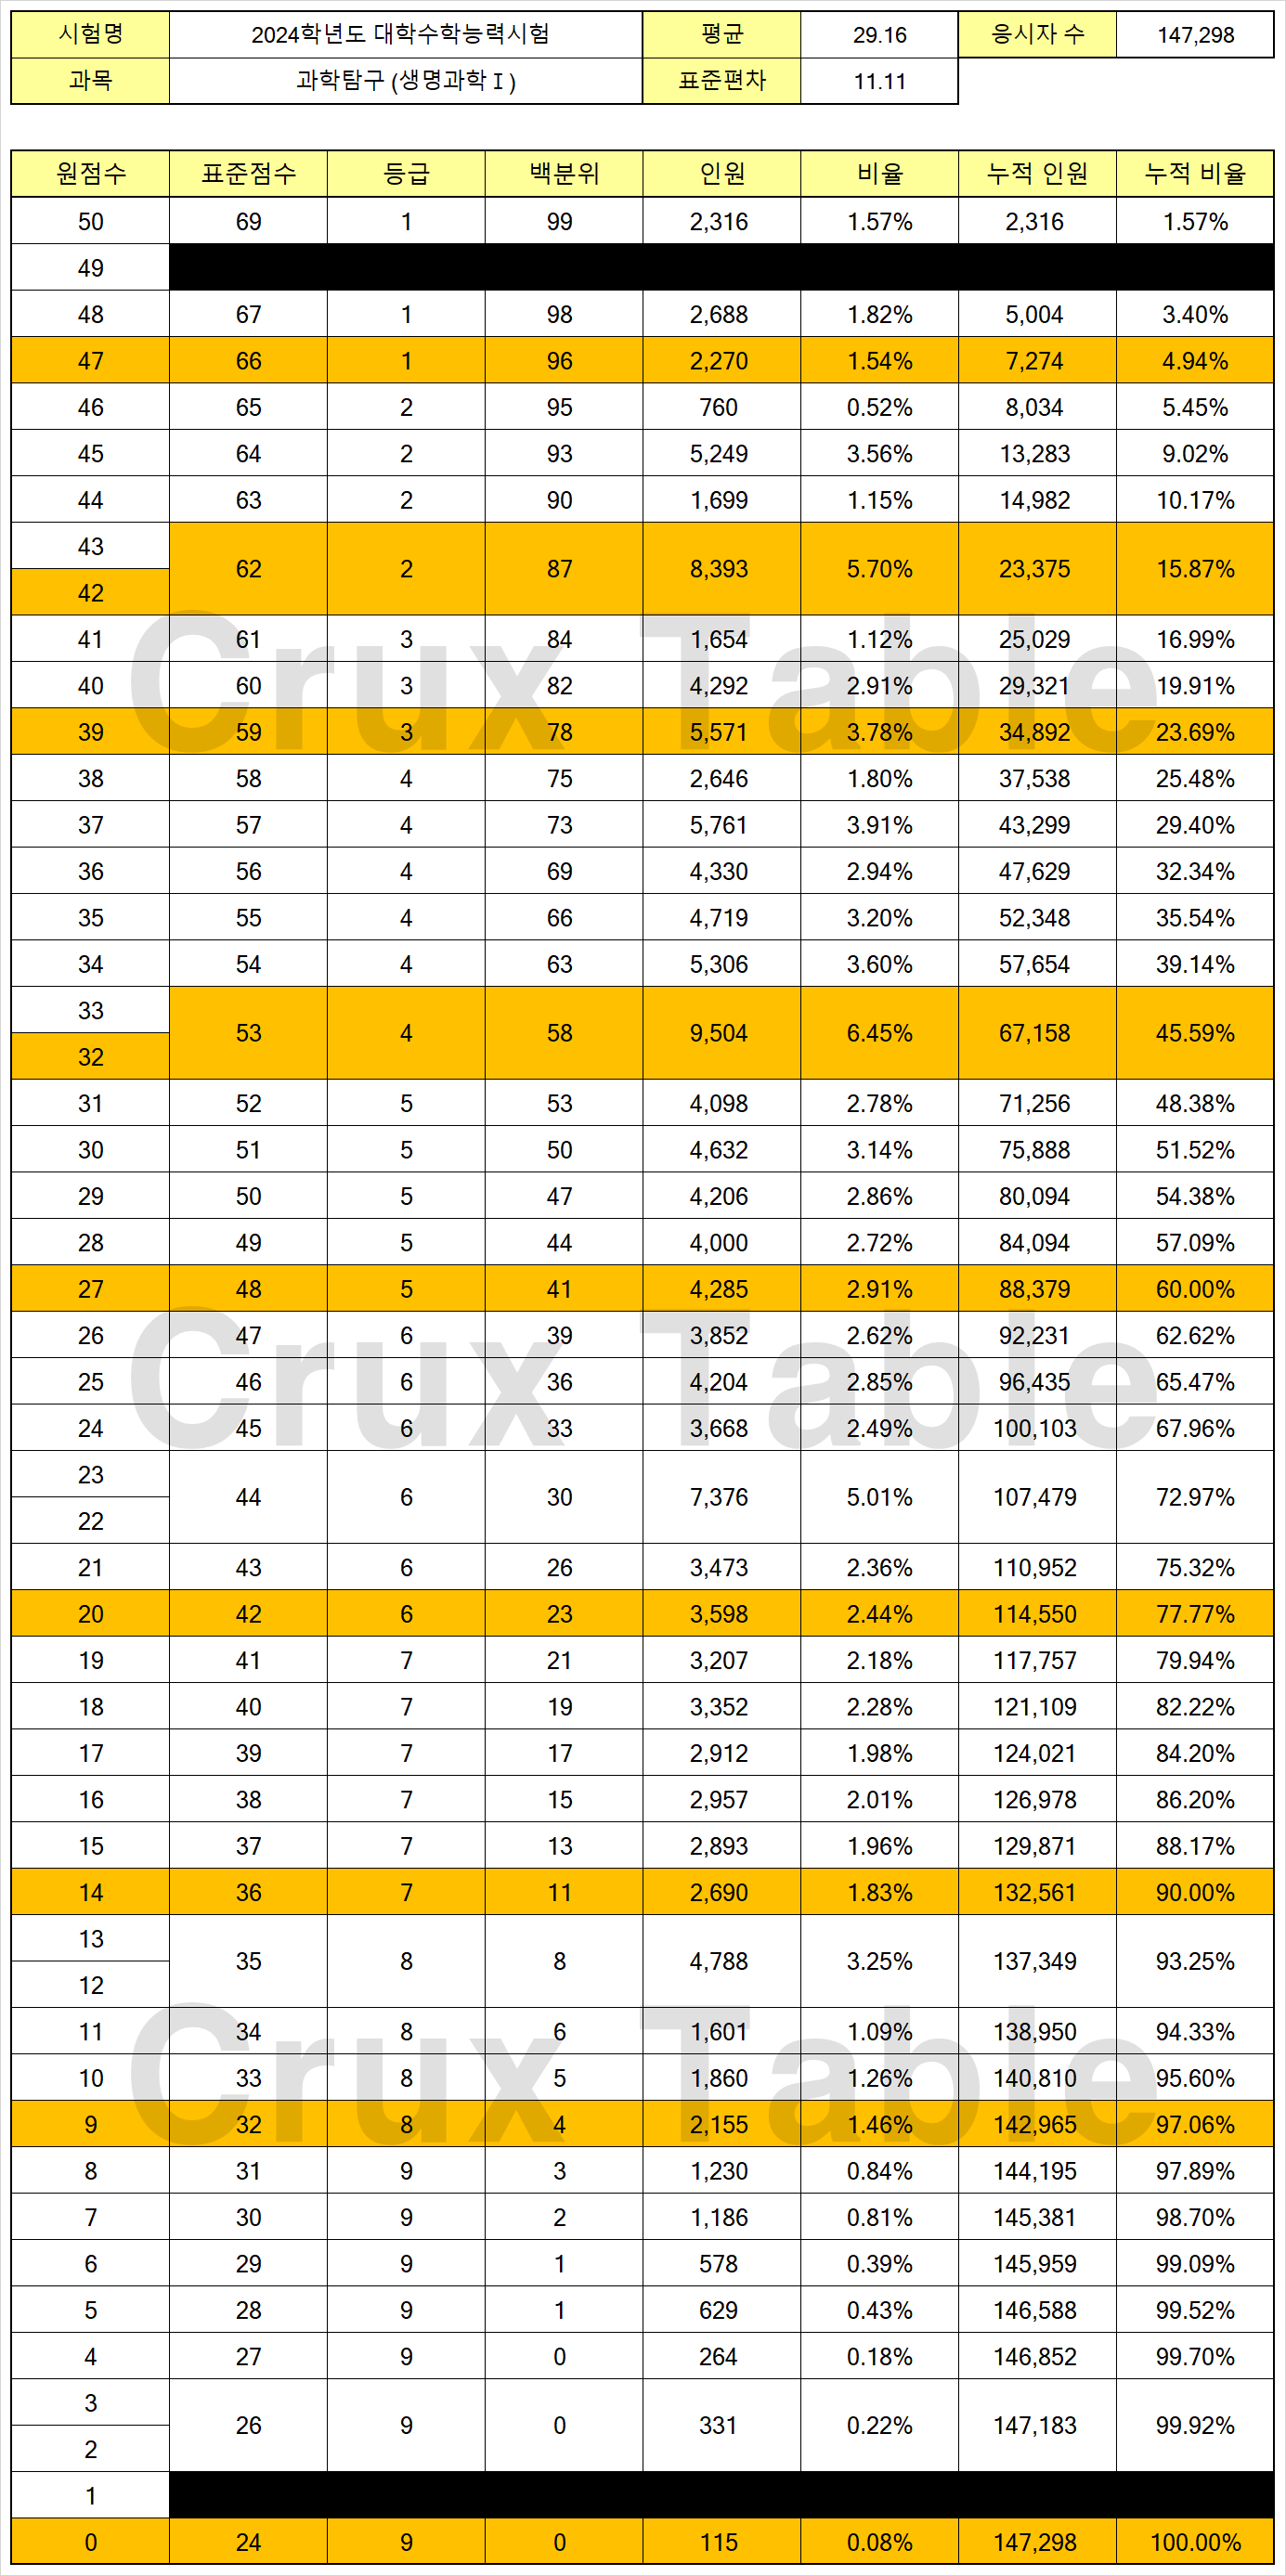 시험명 2024학년도 대학수학능력시험 평균 29.16 응시자 수 147,298
과목 과학탐구 (생명과학Ⅰ) 표준편차 11.11
원점수 표준점수 등급 백분위 인원 비율 누적 인원 누적 비율
50 69 1 99 2,316 1.57% 2,316 1.57%
49
48 67 1 98 2,688 1.82% 5,004 3.40%
47 66 1 96 2,270 1.54% 7,274 4.94%
46 65 2 95 760 0.52% 8,034 5.45%
45 64 2 93 5,249 3.56% 13,283 9.02%
44 63 2 90 1,699 1.15% 14,982 10.17%
43
62 2 87 8,393 5.70% 23,375 15.87%
42
41 61 3 84 1,654 1.12% 25,029 16.99%
40 60 3 82 4,292 2.91% 29,321 19.91%
Crux Table
39 59 3 78 5,571 3.78% 34,892 23.69%
38 58 4 75 2,646 1.80% 37,538 25.48%
37 57 4 73 5,761 3.91% 43,299 29.40%
36 56 4 69 4,330 2.94% 47,629 32.34%
35 55 4 66 4,719 3.20% 52,348 35.54%
34 54 4 63 5,306 3.60% 57,654 39.14%
33
53 4 58 9,504 6.45% 67,158 45.59%
32
31 52 5 53 4,098 2.78% 71,256 48.38%
30 51 5 50 4,632 3.14% 75,888 51.52%
29 50 5 47 4,206 2.86% 80,094 54.38%
28 49 5 44 4,000 2.72% 84,094 57.09%
27 48 5 41 4,285 2.91% 88,379 60.00%
26 47 6 39 3,852 2.62% 92,231 62.62%
25 46 6 36 4,204 2.85% 96,435 65.47%
Crux Table
24 45 6 33 3,668 2.49% 100,103 67.96%
23
44 6 30 7,376 5.01% 107,479 72.97%
22
21 43 6 26 3,473 2.36% 110,952 75.32%
20 42 6 23 3,598 2.44% 114,550 77.77%
19 41 7 21 3,207 2.18% 117,757 79.94%
18 40 7 19 3,352 2.28% 121,109 82.22%
17 39 7 17 2,912 1.98% 124,021 84.20%
16 38 7 15 2,957 2.01% 126,978 86.20%
15 37 7 13 2,893 1.96% 129,871 88.17%
14 36 7 11 2,690 1.83% 132,561 90.00%
13
35 8 8 4,788 3.25% 137,349 93.25%
12
11 34 8 6 1,601 1.09% 138,950 94.33%
10 33 8 5 1,860 1.26% 140,810 95.60%
Crux Table
9 32 8 4 2,155 1.46% 142,965 97.06%
8 31 9 3 1,230 0.84% 144,195 97.89%
7 30 9 2 1,186 0.81% 145,381 98.70%
6 29 9 1 578 0.39% 145,959 99.09%
5 28 9 1 629 0.43% 146,588 99.52%
4 27 9 0 264 0.18% 146,852 99.70%
3
26 9 0 331 0.22% 147,183 99.92%
2
1
0 24 9 0 115 0.08% 147,298 100.00%